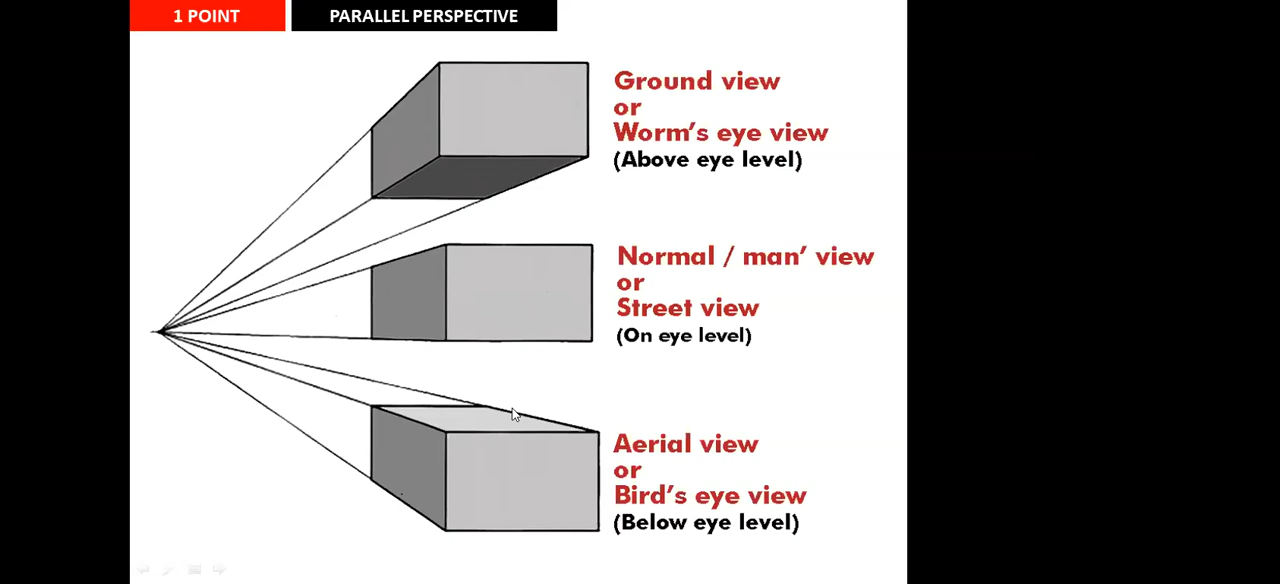 1 POINT
PARALLEL PERSPECTIVE
Ground view
or
Worm's eye view
(Above eye level)
Normal / man' view
or
Street view
(On eye level)
Aerial view
or
Bird's eye view
(Below eye level)